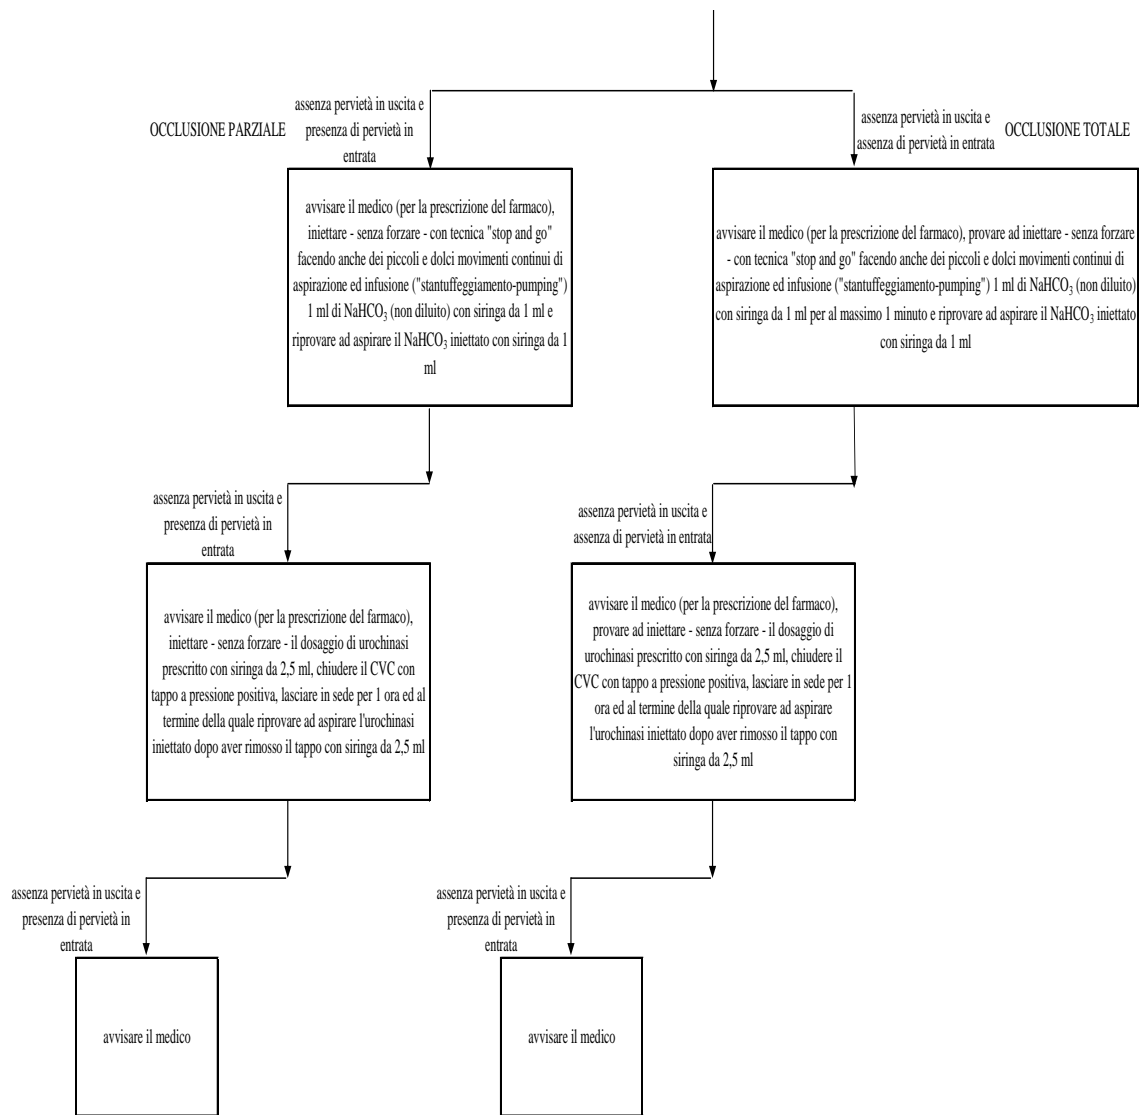 assenza pervietà in uscita e
presenza di pervietà in
entrata
OCCLUSIONE PARZIALE
assenza pervietà in uscita e
assenza di pervietà in entrata
OCCLUSIONE TOTALE
avvisare il medico (per la prescrizione del farmaco),
iniettare - senza forzare - con tecnica "stop and go"
facendo anche dei piccoli e dolci movimenti continui di
aspirazione ed infusione ("stantuffeggiamento-pumping")
1 ml di NaHCO₃ (non diluito) con siringa da 1 ml e
riprovare ad aspirare il NaHCO₃ iniettato con siringa da 1
ml
avvisare il medico (per la prescrizione del farmaco), provare ad iniettare - senza forzare
- con tecnica "stop and go" facendo anche dei piccoli e dolci movimenti continui di
aspirazione ed infusione ("stantuffeggiamento-pumping") 1 ml di NaHCO₃ (non diluito)
con siringa da 1 ml per al massimo 1 minuto e riprovare ad aspirare il NaHCO₃ iniettato
con siringa da 1 ml
assenza pervietà in uscita e
presenza di pervietà in
entrata
assenza pervietà in uscita e
assenza di pervietà in entrata
avvisare il medico (per la prescrizione del farmaco),
iniettare - senza forzare - il dosaggio di urochinasi
prescritto con siringa da 2,5 ml, chiudere il CVC con
tappo a pressione positiva, lasciare in sede per 1 ora ed al
termine della quale riprovare ad aspirare l'urochinasi
iniettato dopo aver rimosso il tappo con siringa da 2,5 ml
avvisare il medico (per la prescrizione del farmaco),
provare ad iniettare - senza forzare - il dosaggio di
urochinasi prescritto con siringa da 2,5 ml, chiudere il
CVC con tappo a pressione positiva, lasciare in sede per 1
ora ed al termine della quale riprovare ad aspirare
l'urochinasi iniettato dopo aver rimosso il tappo con
siringa da 2,5 ml
assenza pervietà in uscita e
presenza di pervietà in
entrata
assenza pervietà in uscita e
presenza di pervietà in
entrata
avvisare il medico
avvisare il medico